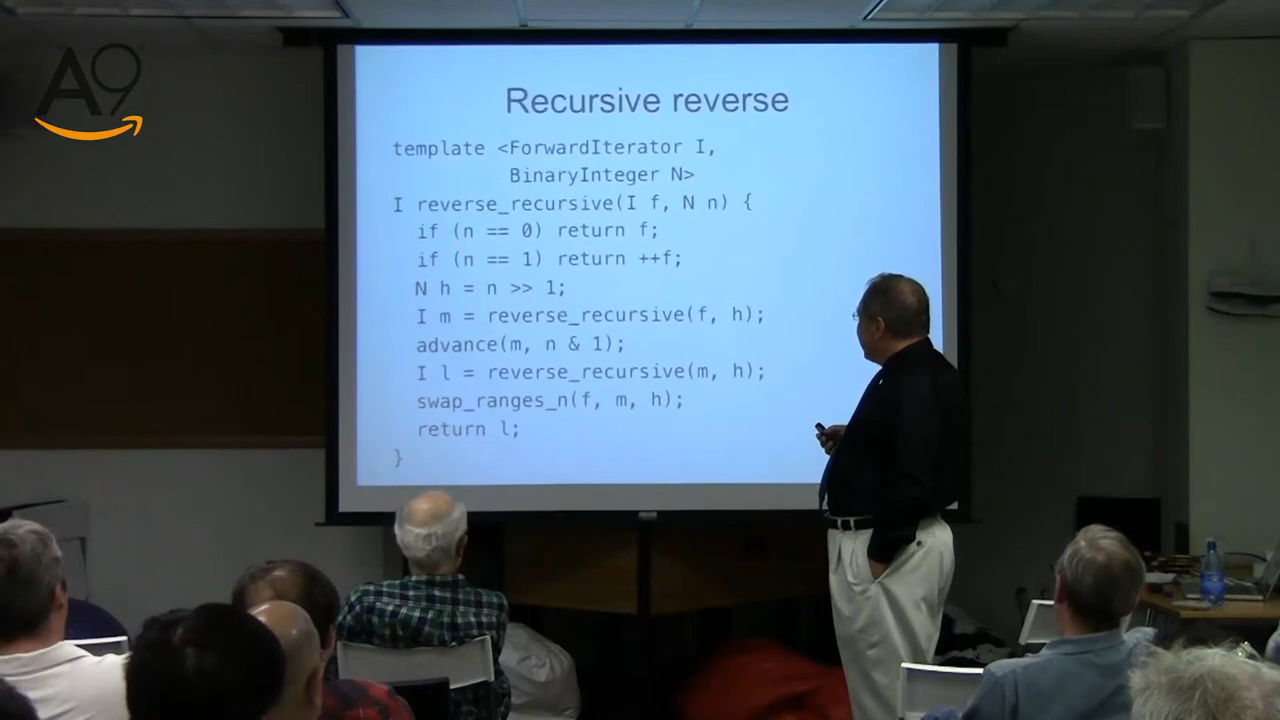 A9
Recursive reverse
template <ForwardIterator I,
BinaryInteger N>
I reverse_recursive(I f, N n) {
if (n == 0) return f;
if (n == 1) return ++f;
N h = n >> 1;
I m = reverse_recursive(f, h);
advance(m, n & 1);
I l = reverse_recursive(m, h);
swap_ranges_n(f, m, h);
return l;
}